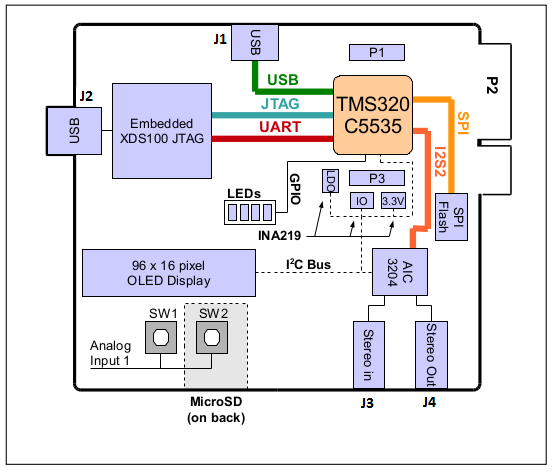 J1
USB
P1
P2
J2
USB
USB
Embedded
XDS100 JTAG
JTAG
UART
TMS320
C5535
SPI
I2S2
GPIO
LEDs
LDO
P3
IO
3.3V
SPI
Flash
INA219
96 x 16 pixel
OLED Display
I²C Bus
AIC
3204
SW1
SW2
Analog
Input 1
Stereo in
Stereo Out
MicroSD
(on back)
J3
J4